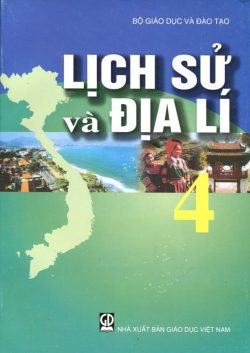 BỘ GIÁO DỤC VÀ ĐÀO TẠO
LỊCH SỬ
và ĐỊA LÍ
4
NHÀ XUẤT BẢN GIÁO DỤC VIỆT NAM